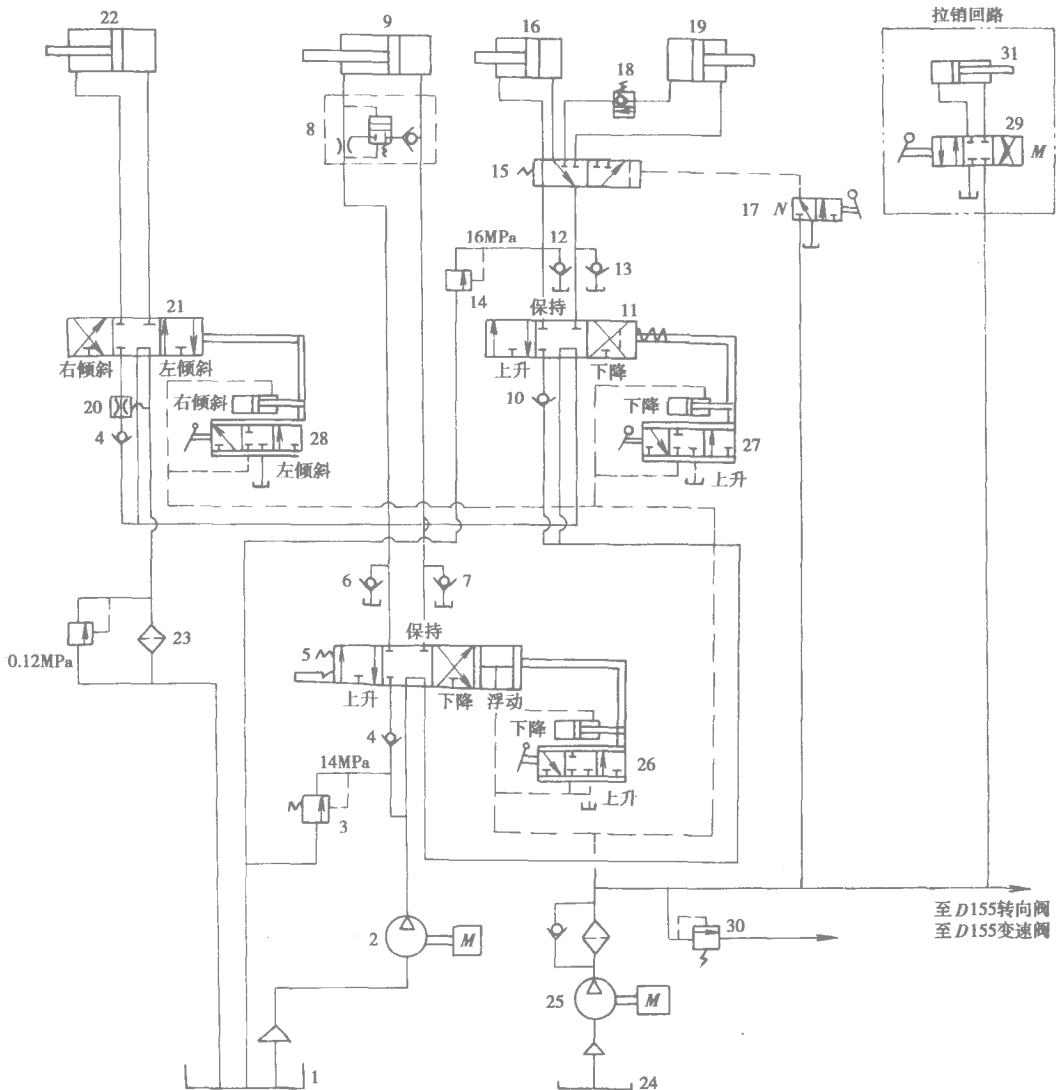 拉销回路
22
9
16
19
31
18
8
29
M
15
17
N
16MPa
12
13
14
保持
21
11
右倾斜
左倾斜
上升
下降
20
右倾斜
10
下降
4
28
27
左倾斜
上升
6
7
保持
23
0.12MPa
5
上升
下降
浮动
下降
4
26
14MPa
上升
3
至D155转向阀
至D155变速阀
30
2
M
25
M
1
24